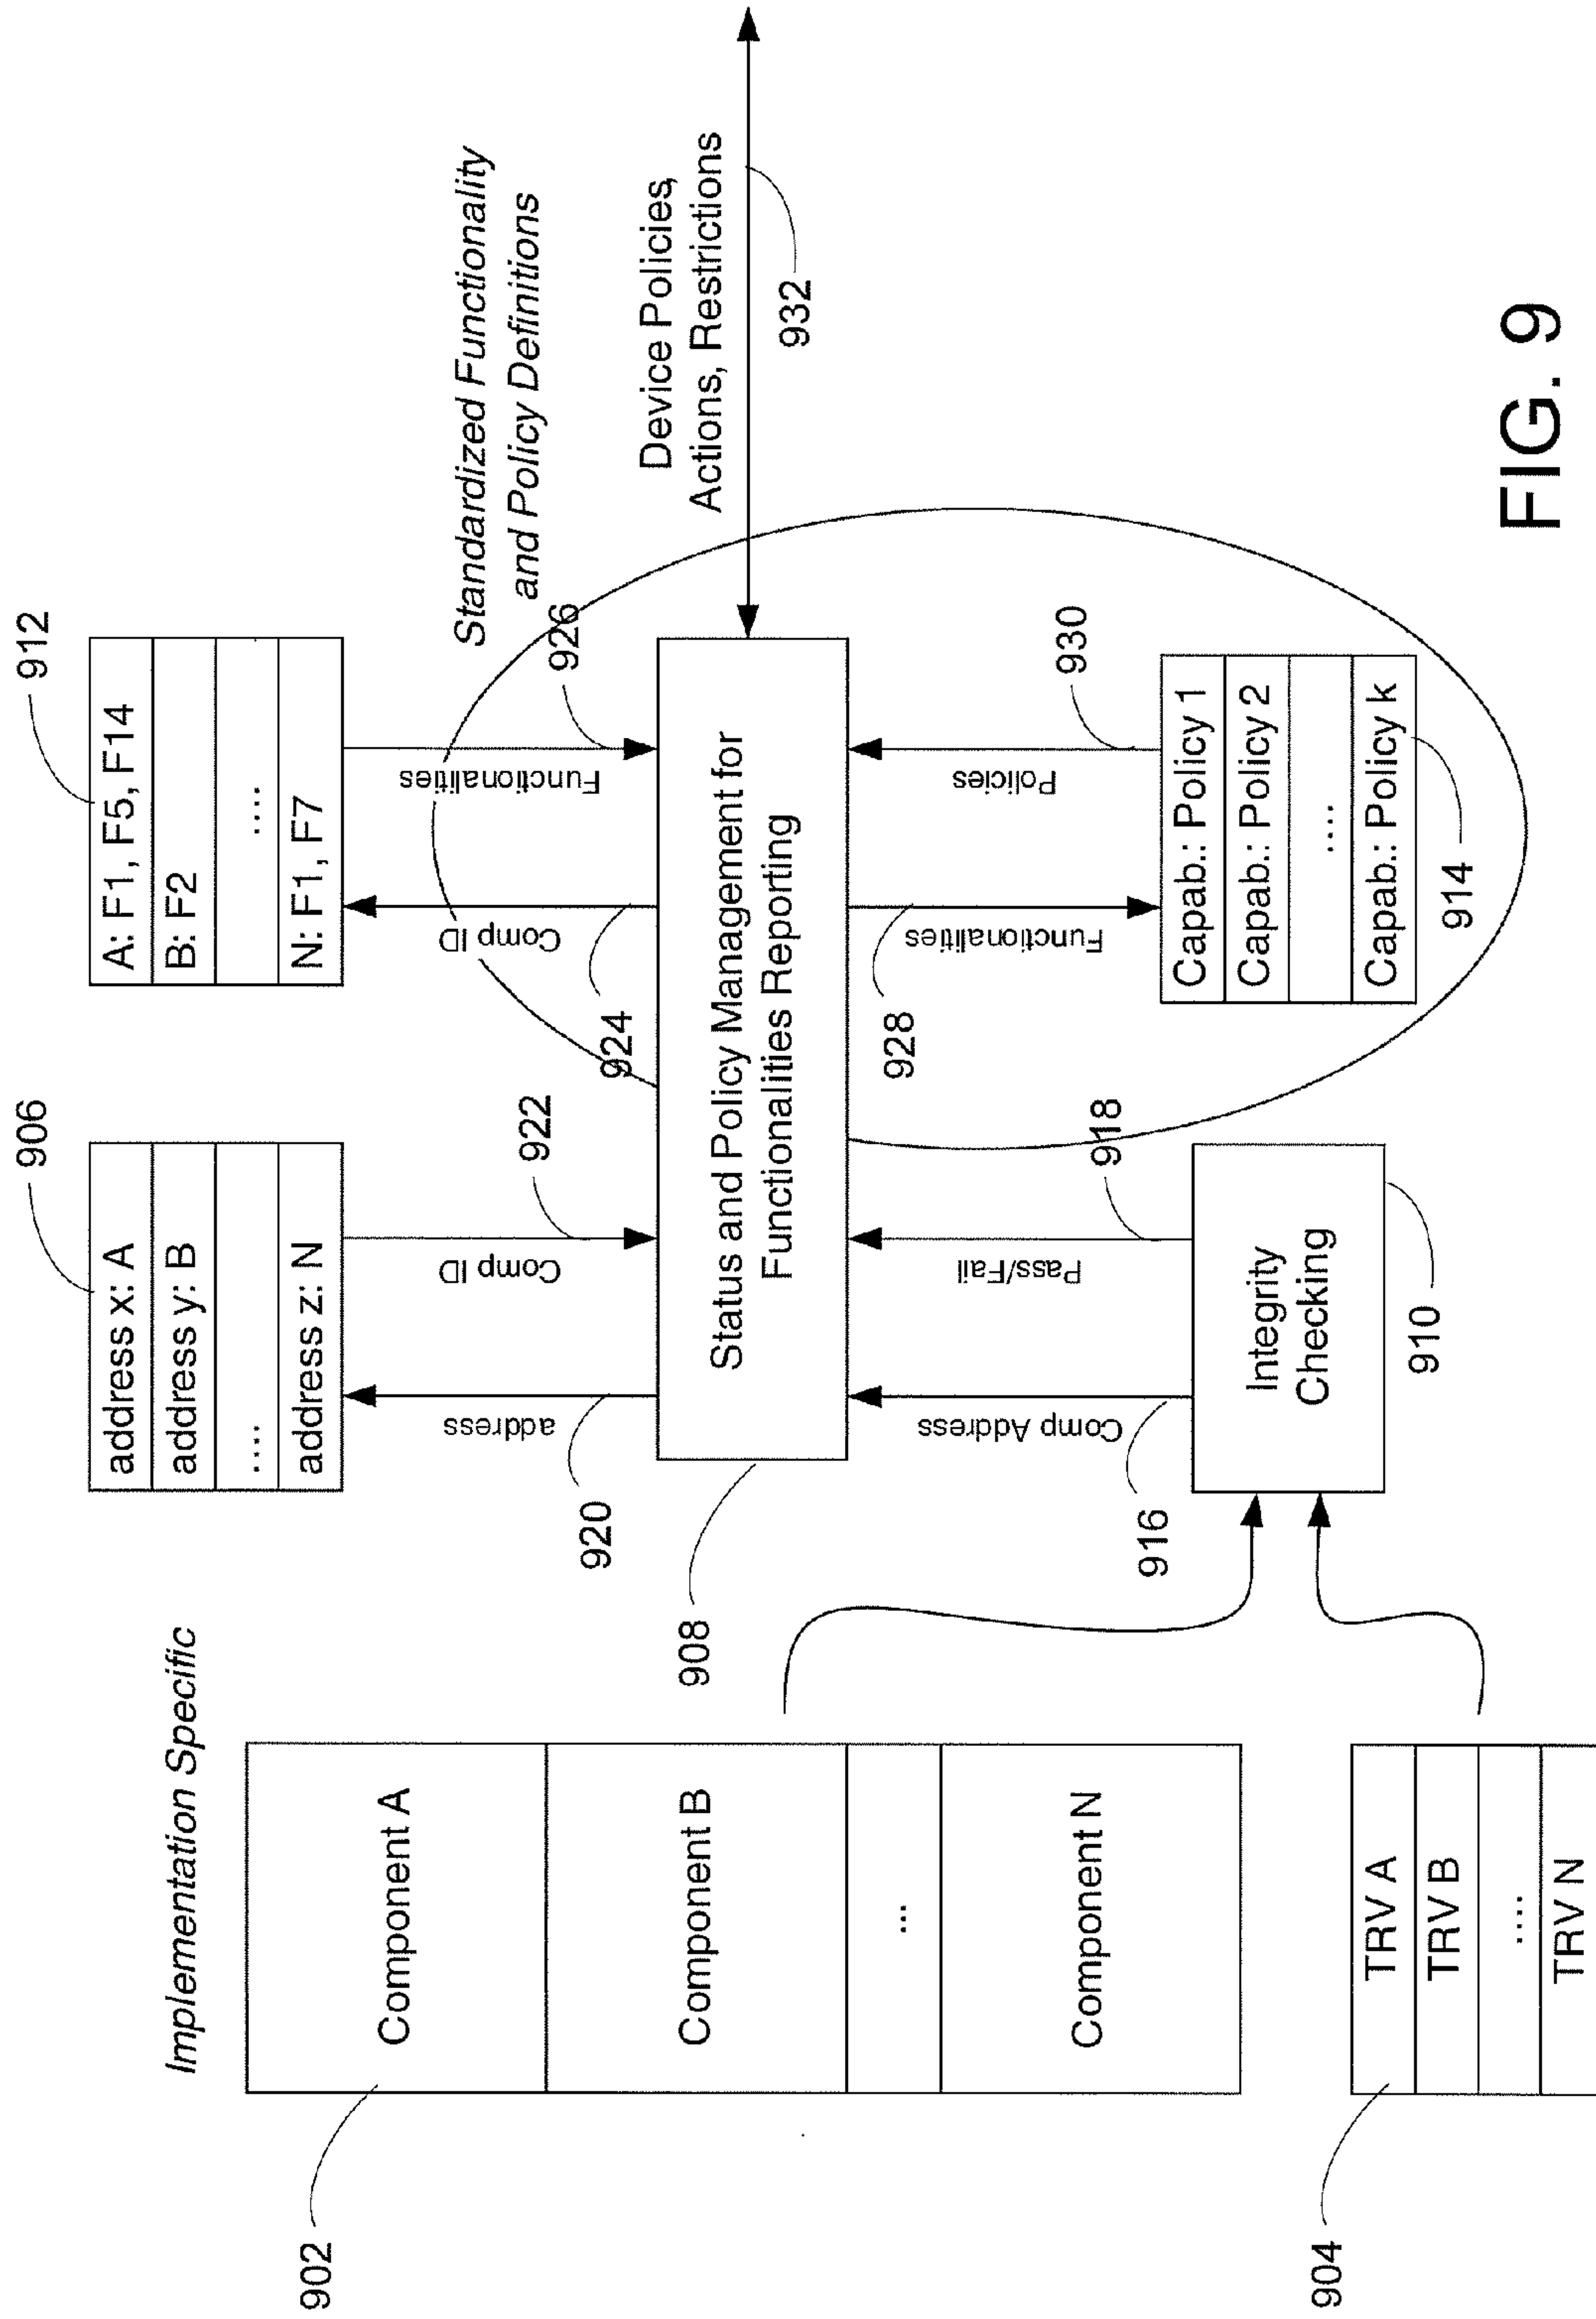 Implementation Specific
902
Component A
Component B
...
Component N
904
TRV A
TRV B
....
TRV N
906
address x: A
address y: B
....
address z: N
912
A: F1, F5, F14
B: F2
....
N: F1, F7
Standardized Functionality
and Policy Definitions
920
address
922
Comp ID
924
Comp ID
926
Functionalities
908
Status and Policy Management for
Functionalities Reporting
Device Policies,
Actions, Restrictions
932
916
Comp Address
918
Pass/Fail
928
Functionalities
930
Policies
Integrity
Checking
910
Capab.: Policy 1
Capab.: Policy 2
....
Capab.: Policy k
914
FIG. 9